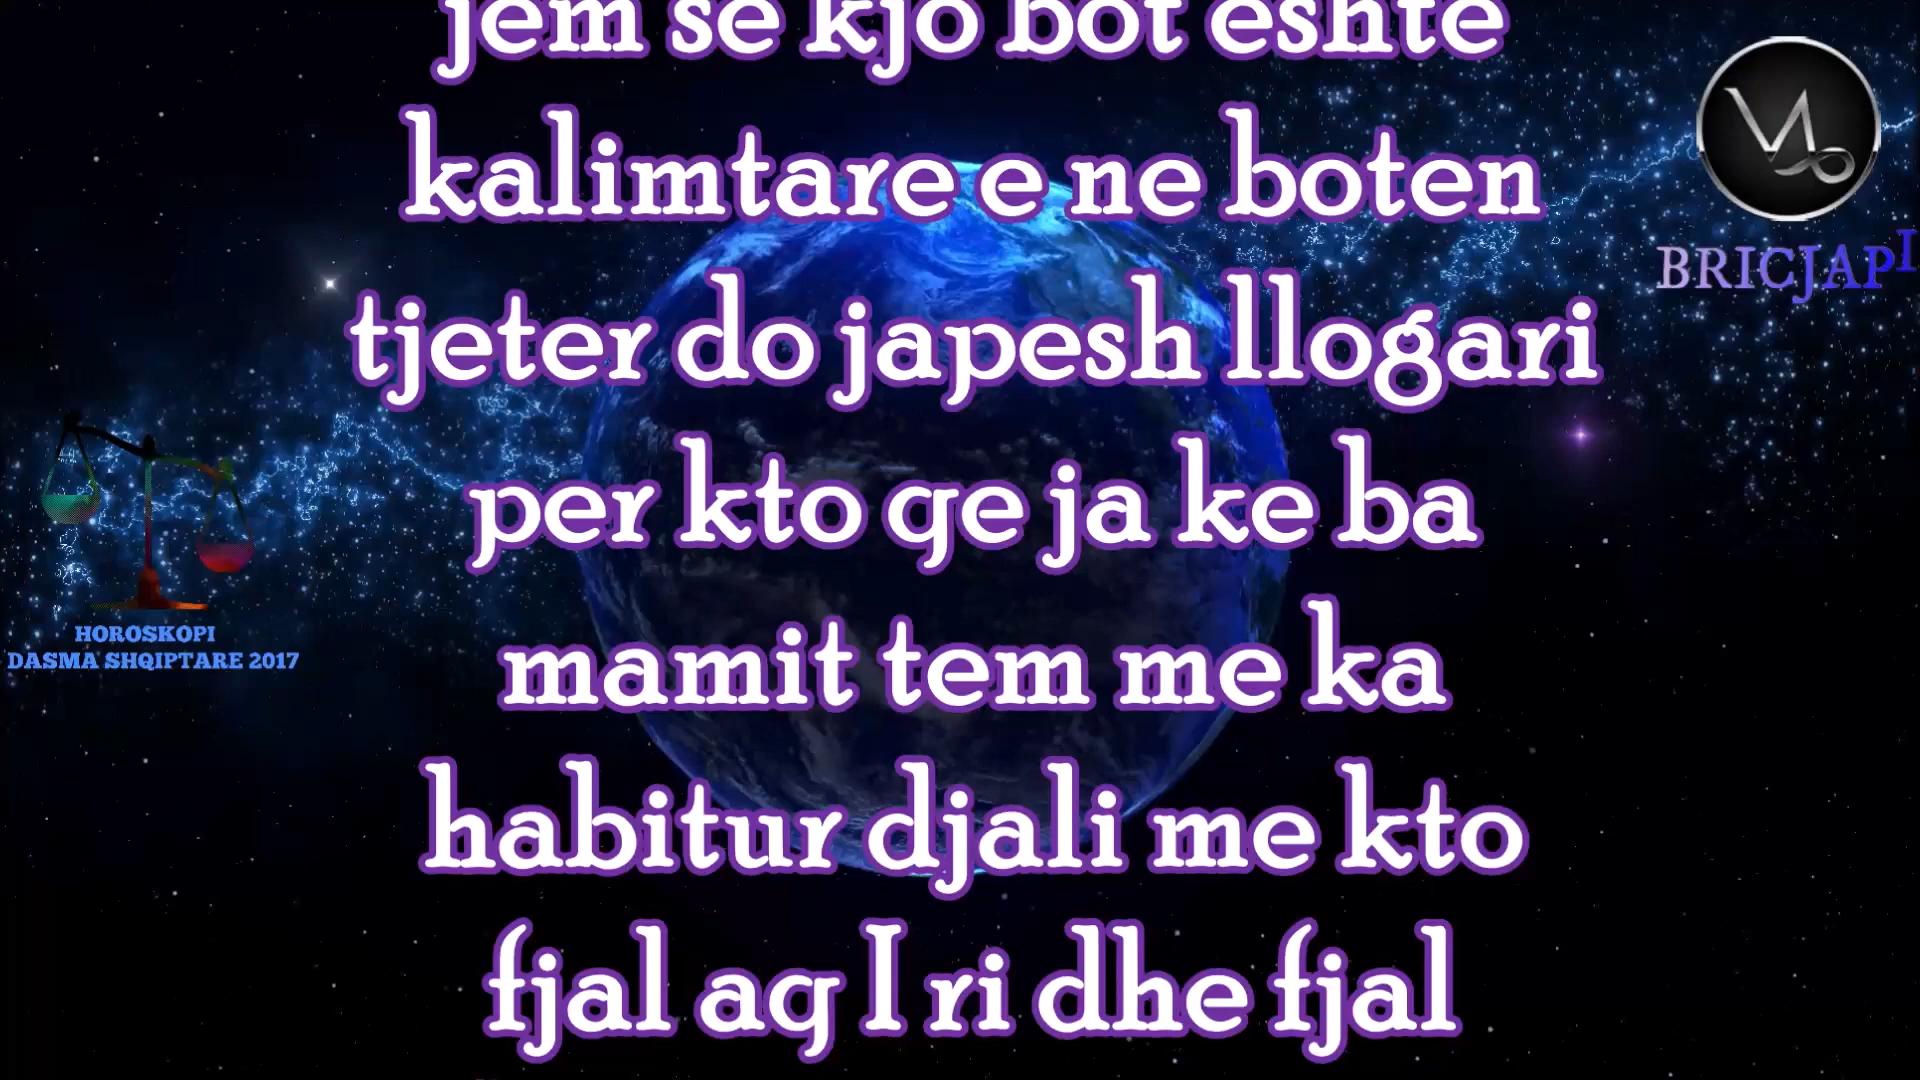 jem se kjo bot eshte
kalimtare e ne boten
tjeter do japesh llogari
per kto qe ja ke ba
mamit tem me ka
habitur djali me kto
fjal aq I ri dhe fjal
BRICJAPI
HOROSKOPI
DASMA SHQIPTARE 2017